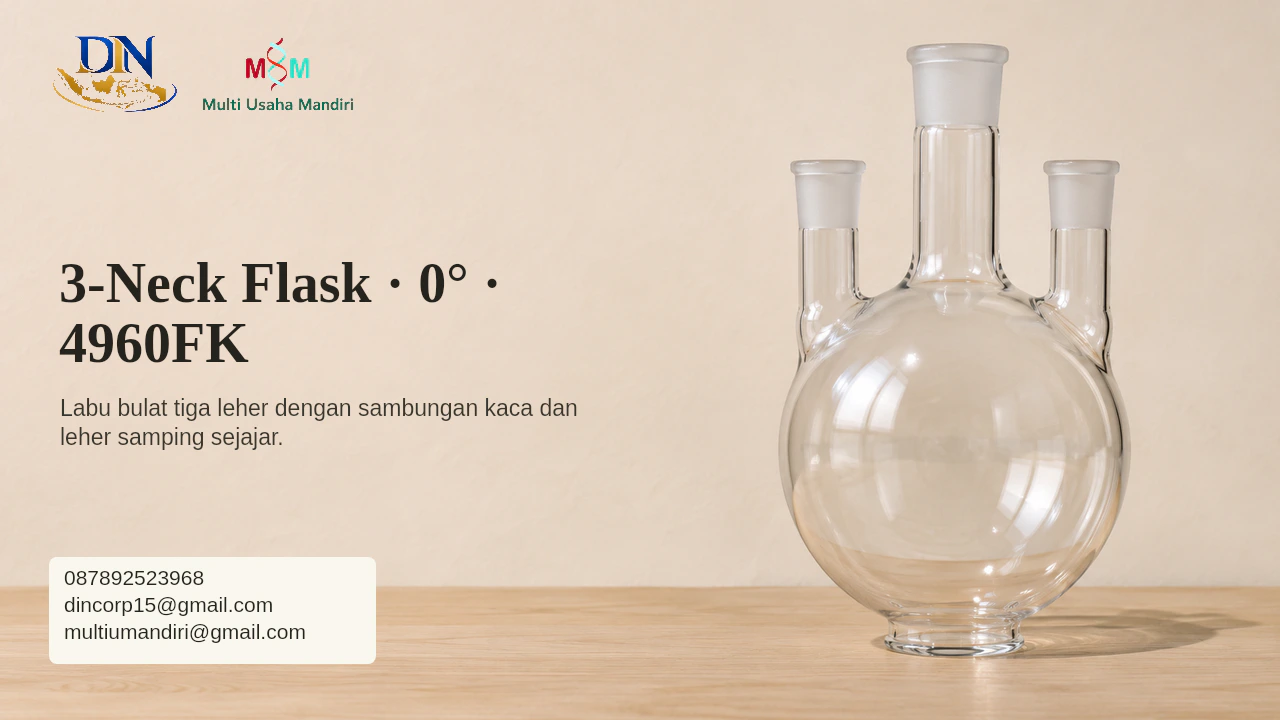 DN
MSM
Multi Usaha Mandiri
3-Neck Flask · 0° ·
4960FK
Labu bulat tiga leher dengan sambungan kaca dan
leher samping sejajar.
087892523968
dincorp15@gmail.com
multiumandiri@gmail.com